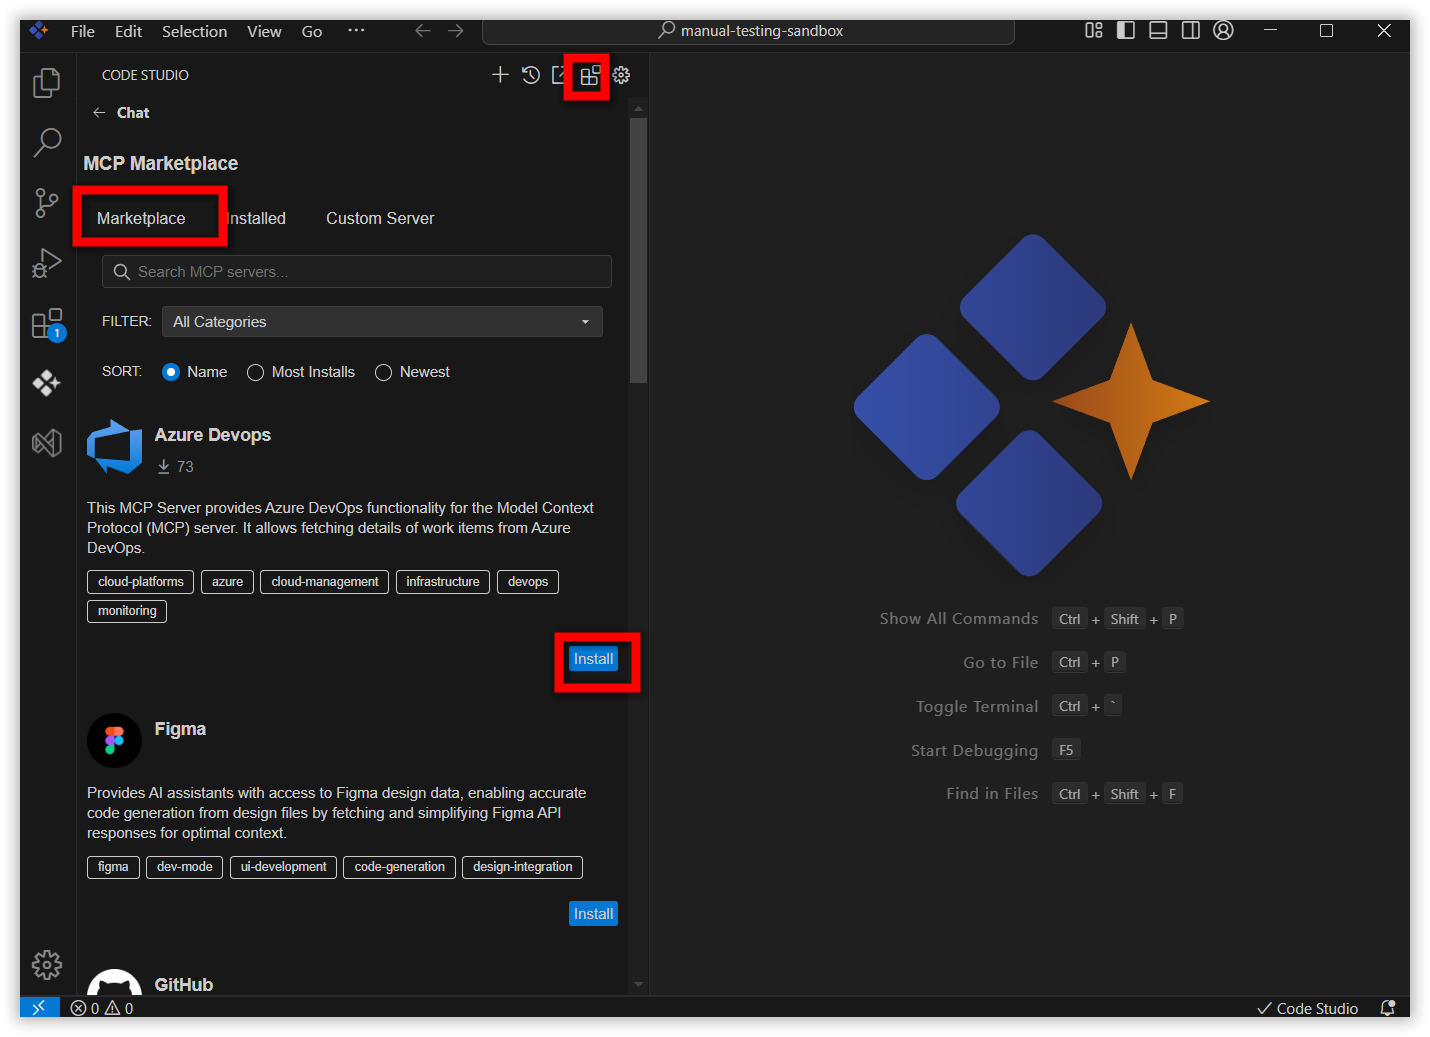 File Edit Selection View Go ··· manual-testing-sandbox
CODE STUDIO
Chat
MCP Marketplace
Marketplace Installed Custom Server
Search MCP servers...
FILTER: All Categories
SORT: Name Most Installs Newest
1
Azure Devops
73
This MCP Server provides Azure DevOps functionality for the Model Context
Protocol (MCP) server. It allows fetching details of work items from Azure
DevOps.
cloud-platforms azure cloud-management infrastructure devops
monitoring
Install
Figma
Provides AI assistants with access to Figma design data, enabling accurate
code generation from design files by fetching and simplifying Figma API
responses for optimal context.
figma dev-mode ui-development code-generation design-integration
Install
GitHub
Show All Commands Ctrl + Shift + P
Go to File Ctrl + P
Toggle Terminal Ctrl + `
Start Debugging F5
Find in Files Ctrl + Shift + F
0 0 Code Studio